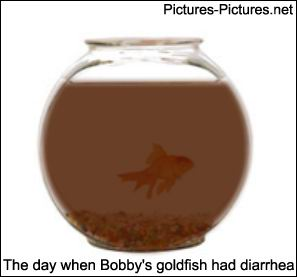 Pictures-Pictures.net
The day when Bobby's goldfish had diarrhea